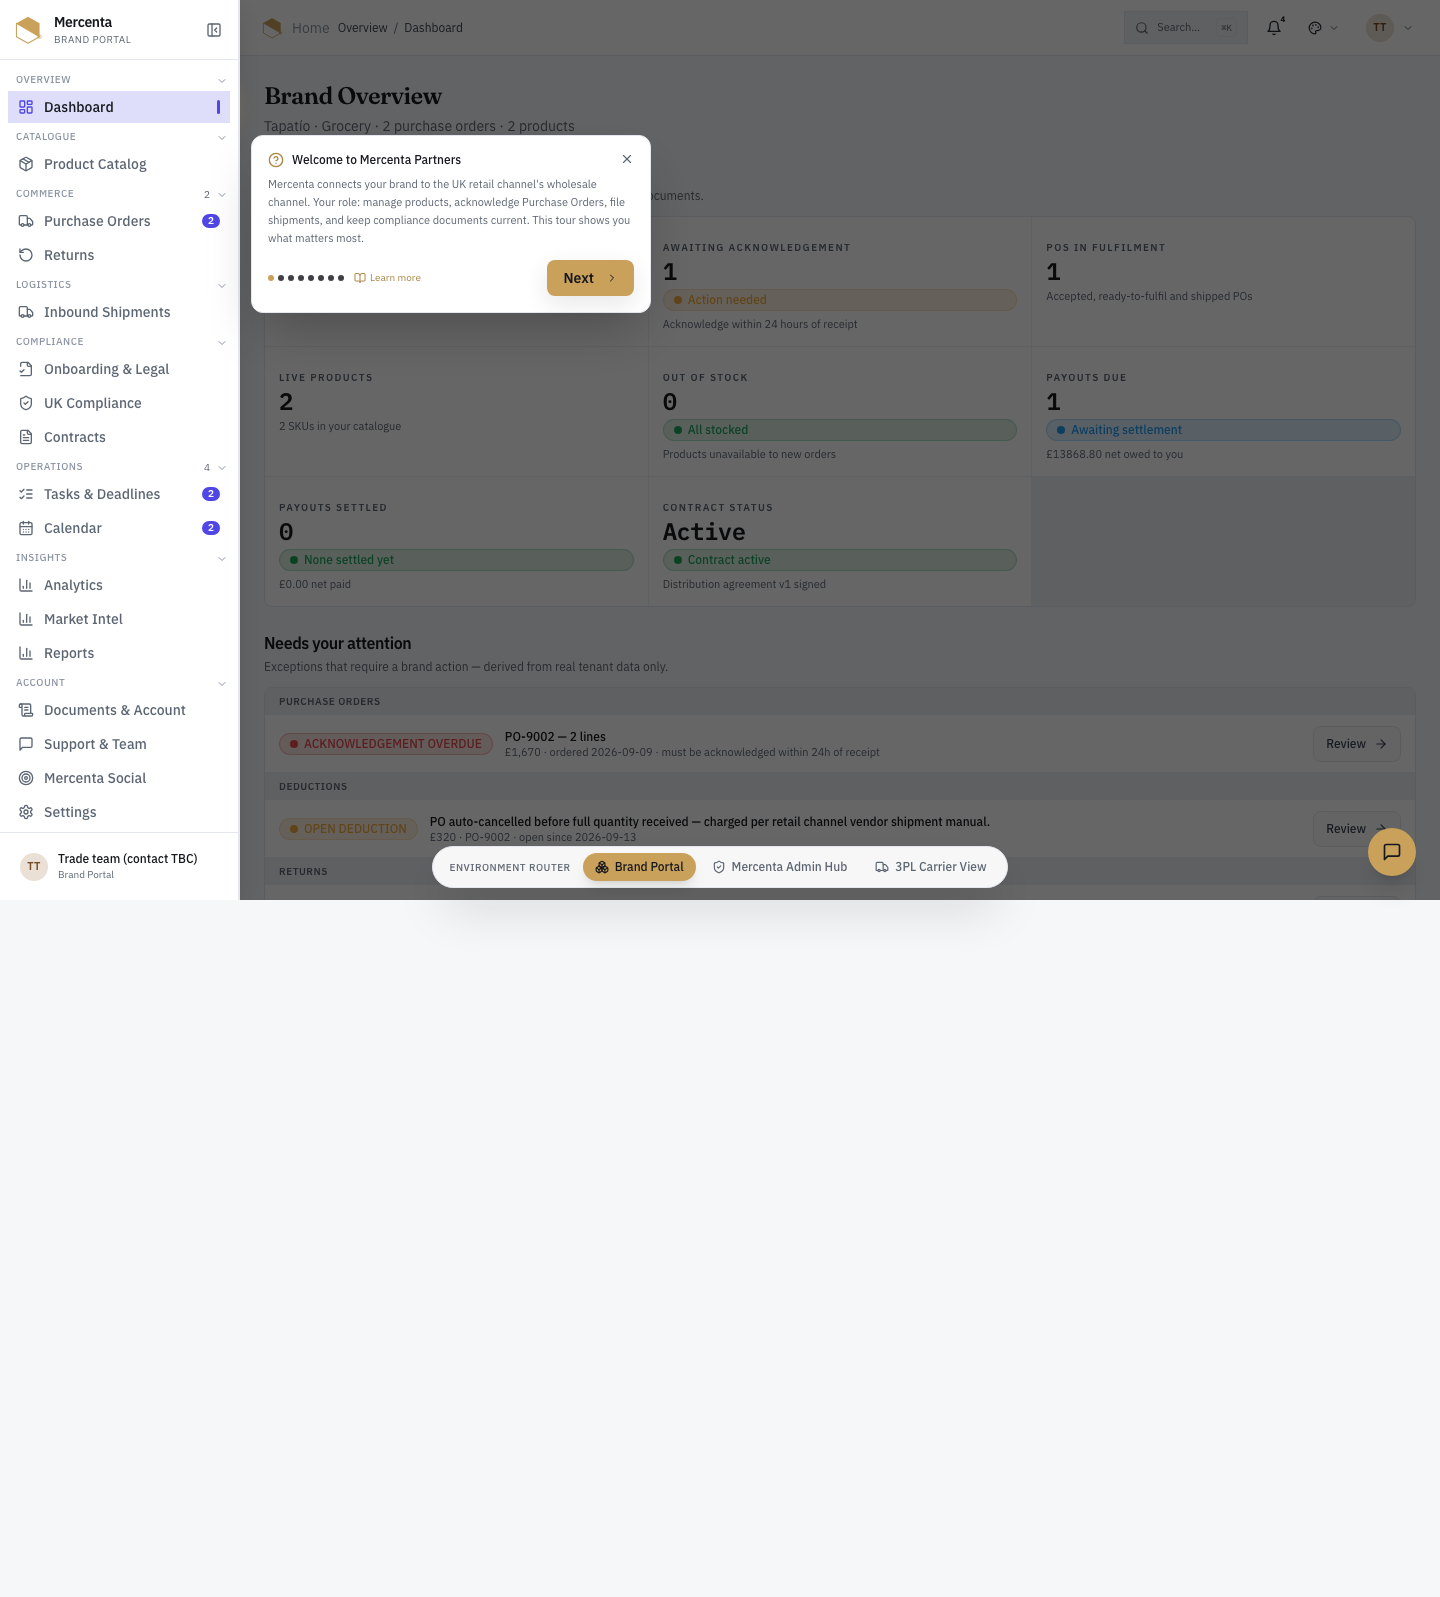 Mercenta
BRAND PORTAL
Home Overview / Dashboard
Search... ⌘K
4
TT
OVERVIEW
Dashboard
CATALOGUE
Product Catalog
COMMERCE 2
Purchase Orders 2
Returns
LOGISTICS
Inbound Shipments
COMPLIANCE
Onboarding & Legal
UK Compliance
Contracts
OPERATIONS 4
Tasks & Deadlines 2
Calendar 2
INSIGHTS
Analytics
Market Intel
Reports
ACCOUNT
Documents & Account
Support & Team
Mercenta Social
Settings
TT
Trade team (contact TBC)
Brand Portal
Brand Overview
Tapatío · Grocery · 2 purchase orders · 2 products
Welcome to Mercenta Partners
Mercenta connects your brand to the UK retail channel's wholesale
channel. Your role: manage products, acknowledge Purchase Orders, file
shipments, and keep compliance documents current. This tour shows you
what matters most.
Learn more
Next
AWAITING ACKNOWLEDGEMENT
1
Action needed
Acknowledge within 24 hours of receipt
POS IN FULFILMENT
1
Accepted, ready-to-fulfil and shipped POs
LIVE PRODUCTS
2
2 SKUs in your catalogue
OUT OF STOCK
0
All stocked
Products unavailable to new orders
PAYOUTS DUE
1
Awaiting settlement
£13868.80 net owed to you
PAYOUTS SETTLED
0
None settled yet
£0.00 net paid
CONTRACT STATUS
Active
Contract active
Distribution agreement v1 signed
Needs your attention
Exceptions that require a brand action — derived from real tenant data only.
PURCHASE ORDERS
ACKNOWLEDGEMENT OVERDUE
PO-9002 — 2 lines
£1,670 · ordered 2026-09-09 · must be acknowledged within 24h of receipt
Review
DEDUCTIONS
OPEN DEDUCTION
PO auto-cancelled before full quantity received — charged per retail channel vendor shipment manual.
£320 · PO-9002 · open since 2026-09-13
Review
RETURNS
ENVIRONMENT ROUTER
Brand Portal
Mercenta Admin Hub
3PL Carrier View